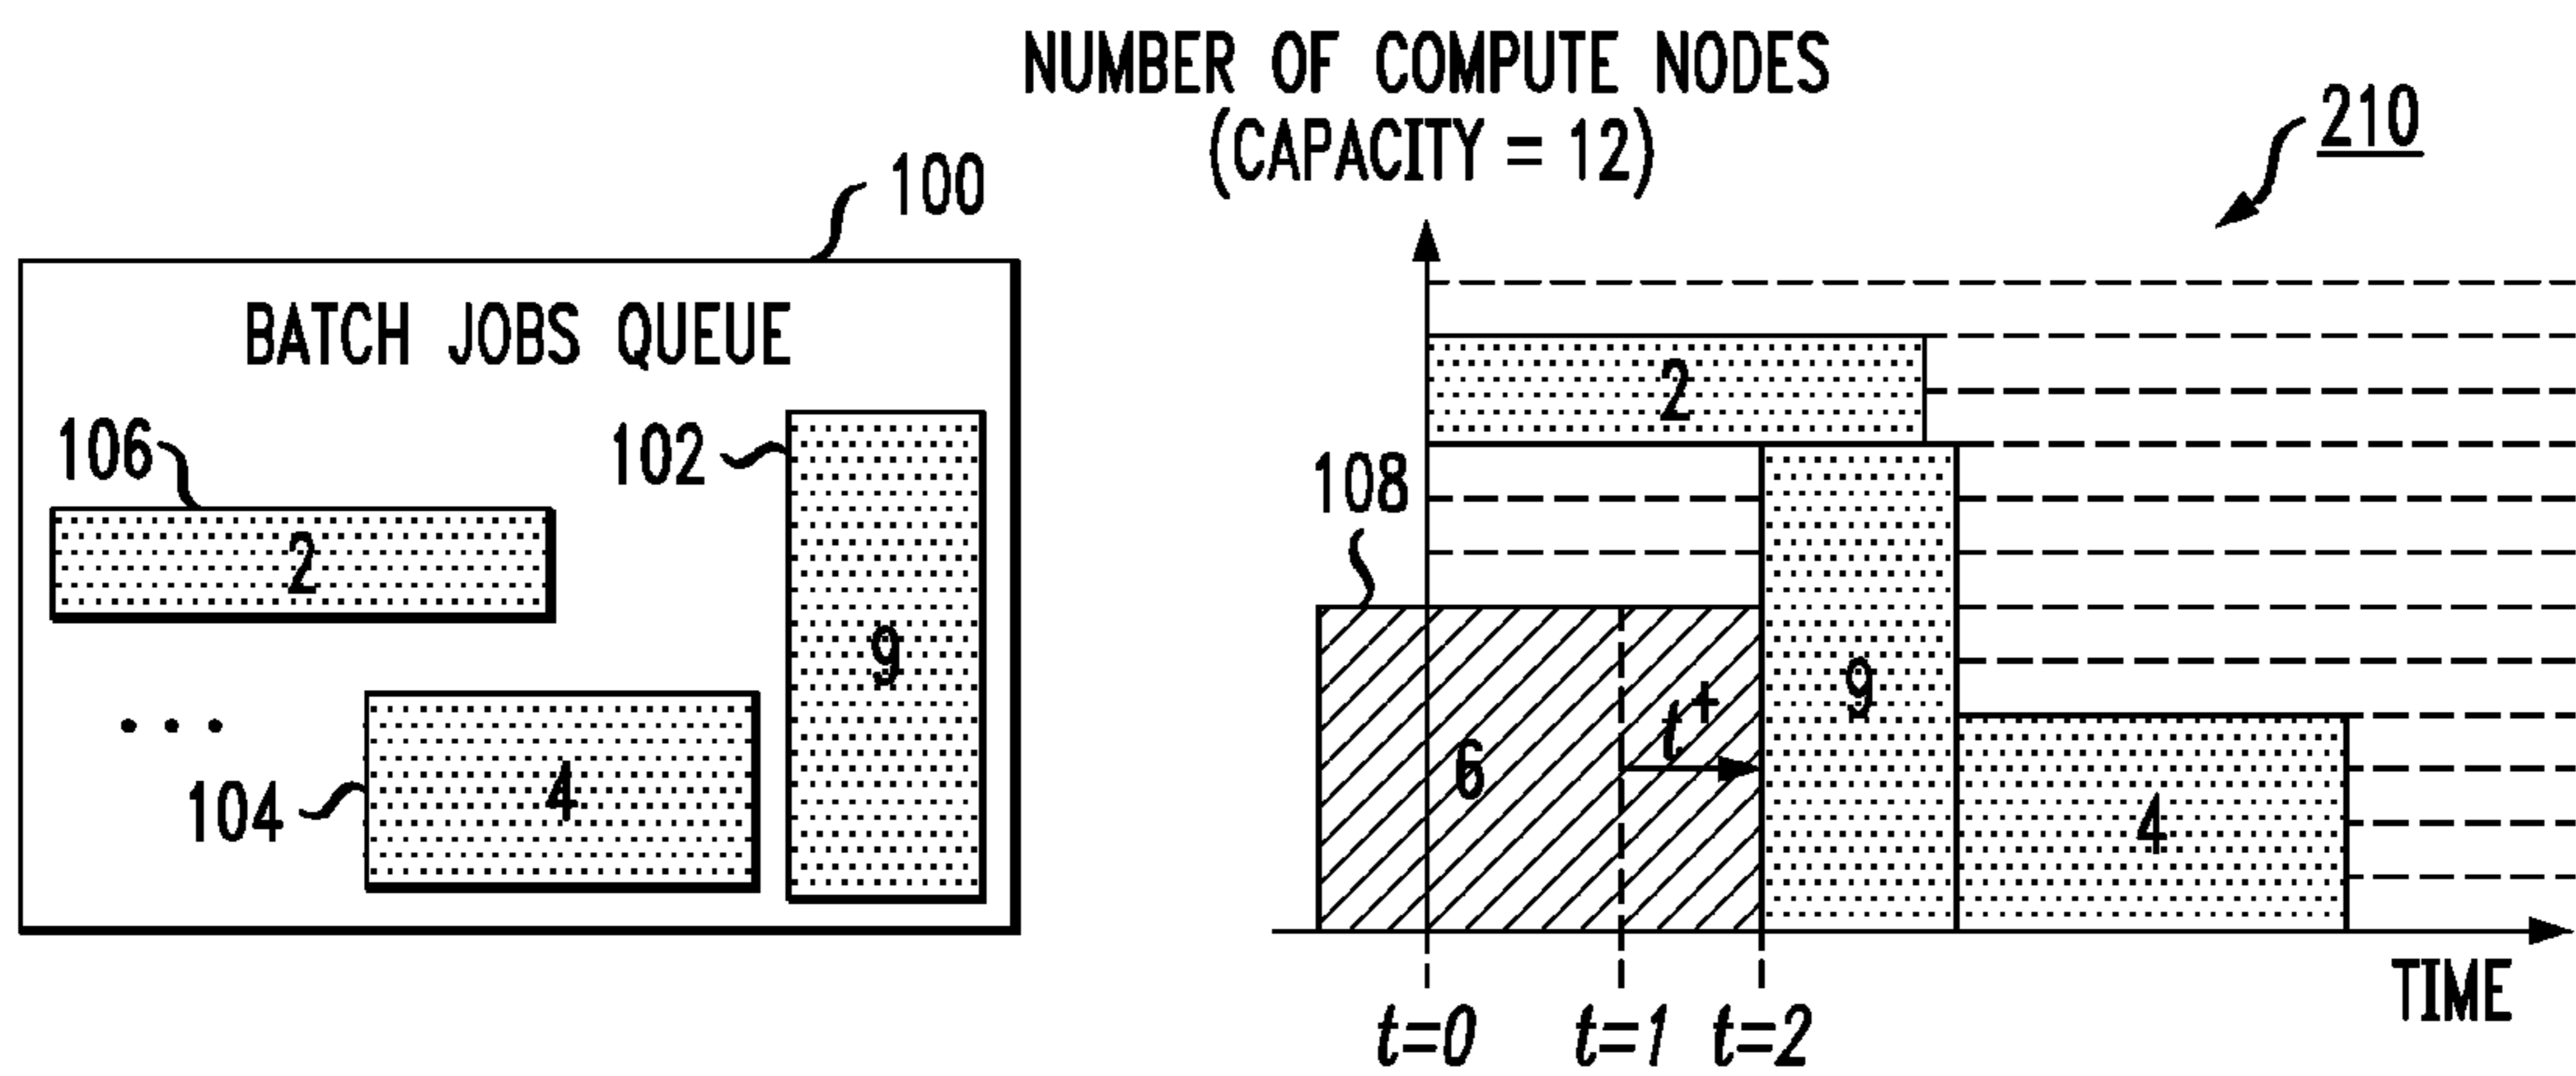 NUMBER OF COMPUTE NODES
(CAPACITY = 12)
210
100
BATCH JOBS QUEUE
106
2
102
9
104
4
. . .
108
2
6
t+
9
4
t=0
t=1
t=2
TIME